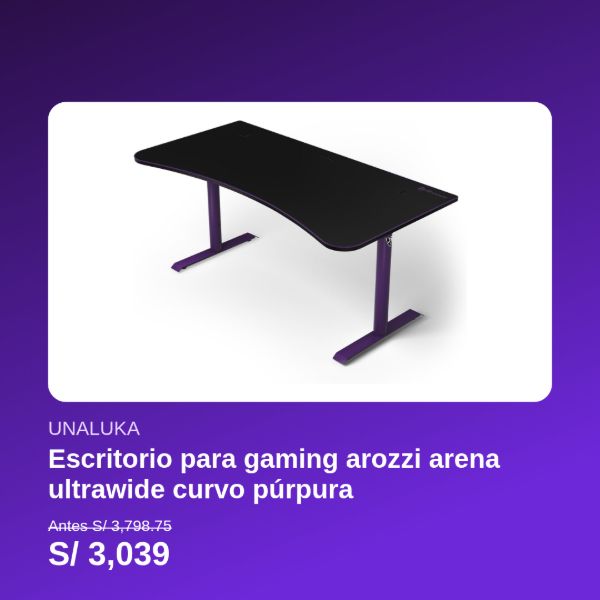 UNALUKA
Escritorio para gaming arozzi arena
ultrawide curvo púrpura
Antes S/ 3,798.75
S/ 3,039